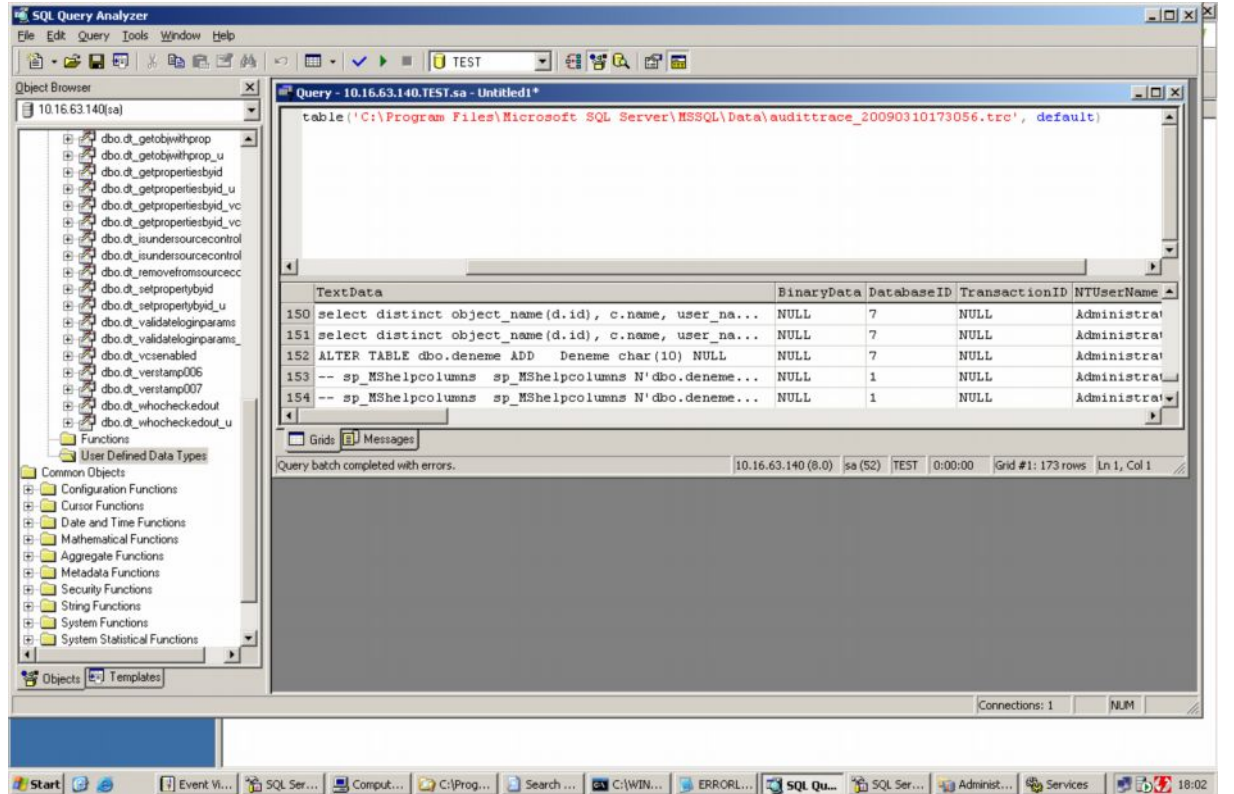 SQL Query Analyzer
File Edit Query Tools Window Help
TEST
Object Browser
10.16.63.140(sa)
dbo.dt_getobjwithprop
dbo.dt_getobjwithprop_u
dbo.dt_getpropertiesbyid
dbo.dt_getpropertiesbyid_u
dbo.dt_getpropertiesbyid_vc
dbo.dt_getpropertiesbyid_vc
dbo.dt_isundersourcecontrol
dbo.dt_isundersourcecontrol
dbo.dt_removefromsourcecc
dbo.dt_setpropertybyid
dbo.dt_setpropertybyid_u
dbo.dt_validateloginparams
dbo.dt_validateloginparams_
dbo.dt_vcsenabled
dbo.dt_verstamp006
dbo.dt_verstamp007
dbo.dt_whocheckedout
dbo.dt_whocheckedout_u
Functions
User Defined Data Types
Common Objects
Configuration Functions
Cursor Functions
Date and Time Functions
Mathematical Functions
Aggregate Functions
Metadata Functions
Security Functions
String Functions
System Functions
System Statistical Functions
Objects Templates
Query - 10.16.63.140.TEST.sa - Untitled1*
table('C:\Program Files\Microsoft SQL Server\MSSQL\Data\audittrace_20090310173056.trc', default)
TextData BinaryData DatabaseID TransactionID NTUserName
150 select distinct object_name(d.id), c.name, user_na... NULL 7 NULL Administrat
151 select distinct object_name(d.id), c.name, user_na... NULL 7 NULL Administrat
152 ALTER TABLE dbo.deneme ADD Deneme char(10) NULL NULL 7 NULL Administrat
153 -- sp_MShelpcolumns sp_MShelpcolumns N'dbo.deneme... NULL 1 NULL Administrat
154 -- sp_MShelpcolumns sp_MShelpcolumns N'dbo.deneme... NULL 1 NULL Administrat
Grids Messages
Query batch completed with errors. 10.16.63.140 (8.0) sa (52) TEST 0:00:00 Grid #1: 173 rows Ln 1, Col 1
Connections: 1 NUM
Start Event Vi... SQL Ser... Comput... C:\Prog... Search ... C:\WIN... ERRORL... SQL Qu... SQL Ser... Administ... Services 18:02